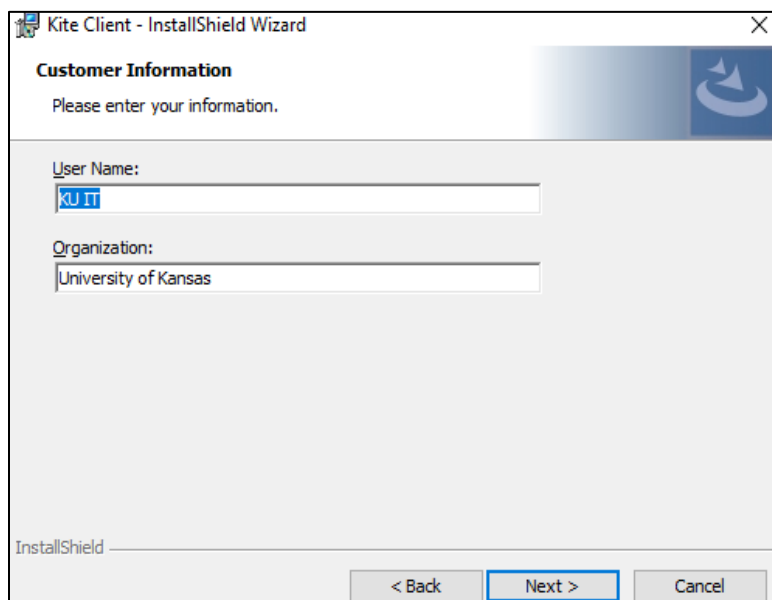 Kite Client - InstallShield Wizard
Customer Information
Please enter your information.
User Name:
KU IT
Organization:
University of Kansas
InstallShield
< Back Next > Cancel